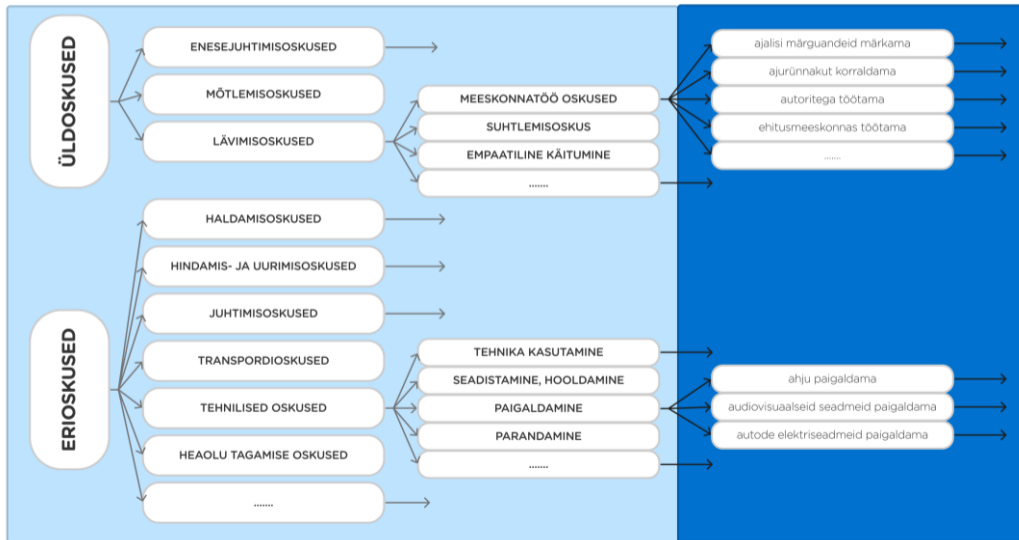 ÜLDOSKUSED
ENESEJUHTIMISOSKUSED
MÕTLEMISOSKUSED
LÄVIMISOSKUSED
MEESKONNATÖÖ OSKUSED
SUHTLEMISOSKUS
EMPAATILINE KÄITUMINE
.......
ajalisi märguandeid märkama
ajurünnakut korraldama
autoritega töötama
ehitusmeeskonnas töötama
.......
ERIOSKUSED
HALDAMISOSKUSED
HINDAMIS- JA UURIMISOSKUSED
JUHTIMISOSKUSED
TRANSPORDIOSKUSED
TEHNILISED OSKUSED
HEAOLU TAGAMISE OSKUSED
.......
TEHNIKA KASUTAMINE
SEADISTAMINE, HOOLDAMINE
PAIGALDAMINE
PARANDAMINE
.......
ahju paigaldama
audiovisuaalseid seadmeid paigaldama
autode elektriseadmeid paigaldama